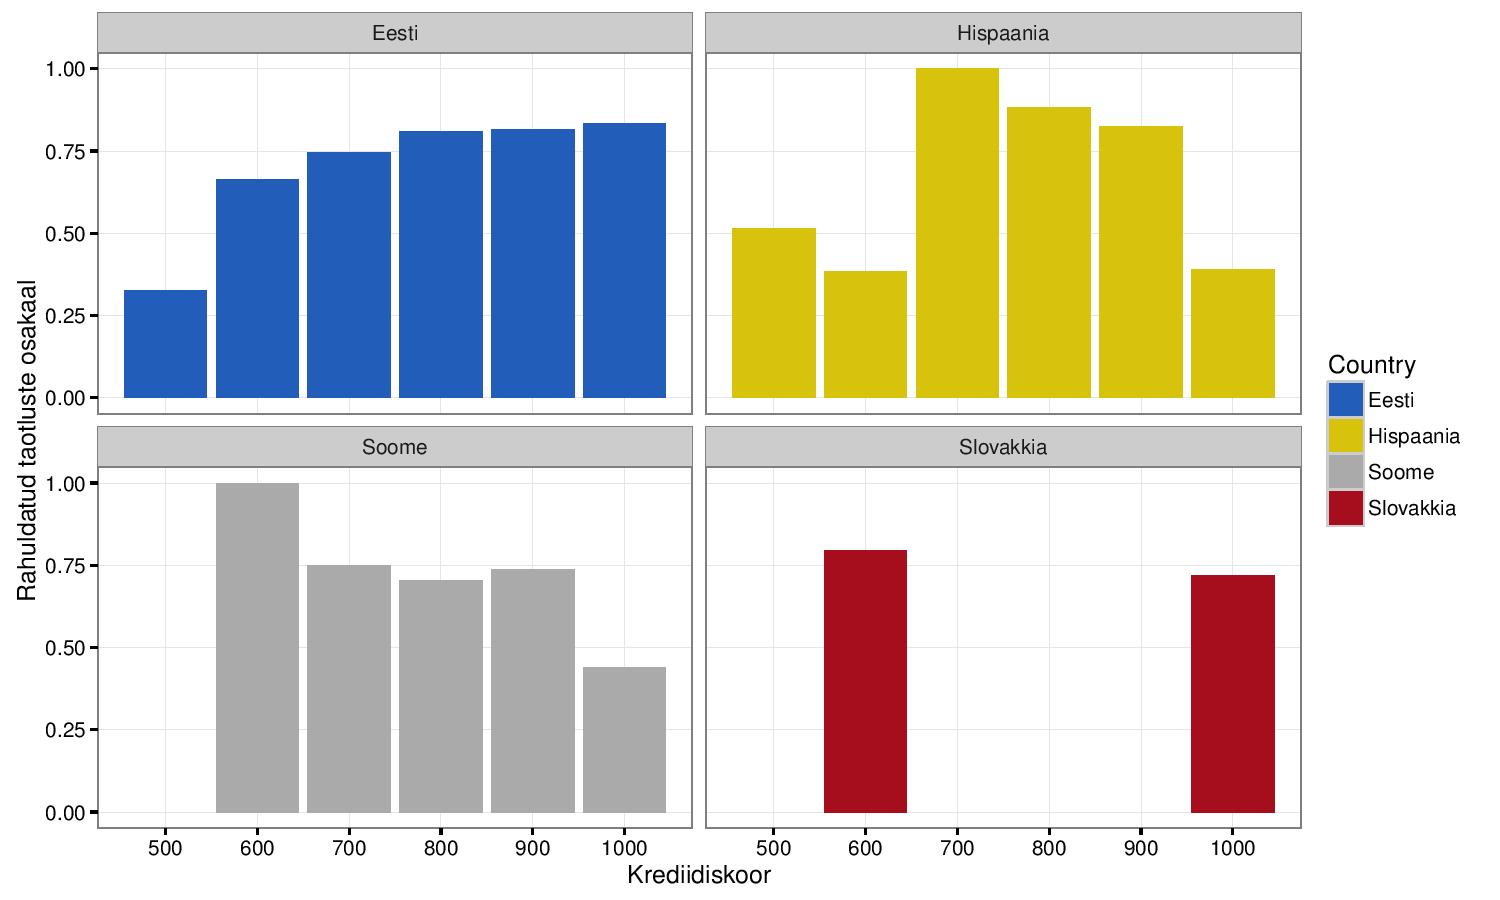 Eesti
Hispaania
1.00
0.75
0.50
0.25
0.00
Soome
Slovakkia
1.00
0.75
0.50
0.25
0.00
500 600 700 800 900 1000
500 600 700 800 900 1000
Krediidiskoor
Rahuldatud taotluste osakaal
Country
Eesti
Hispaania
Soome
Slovakkia